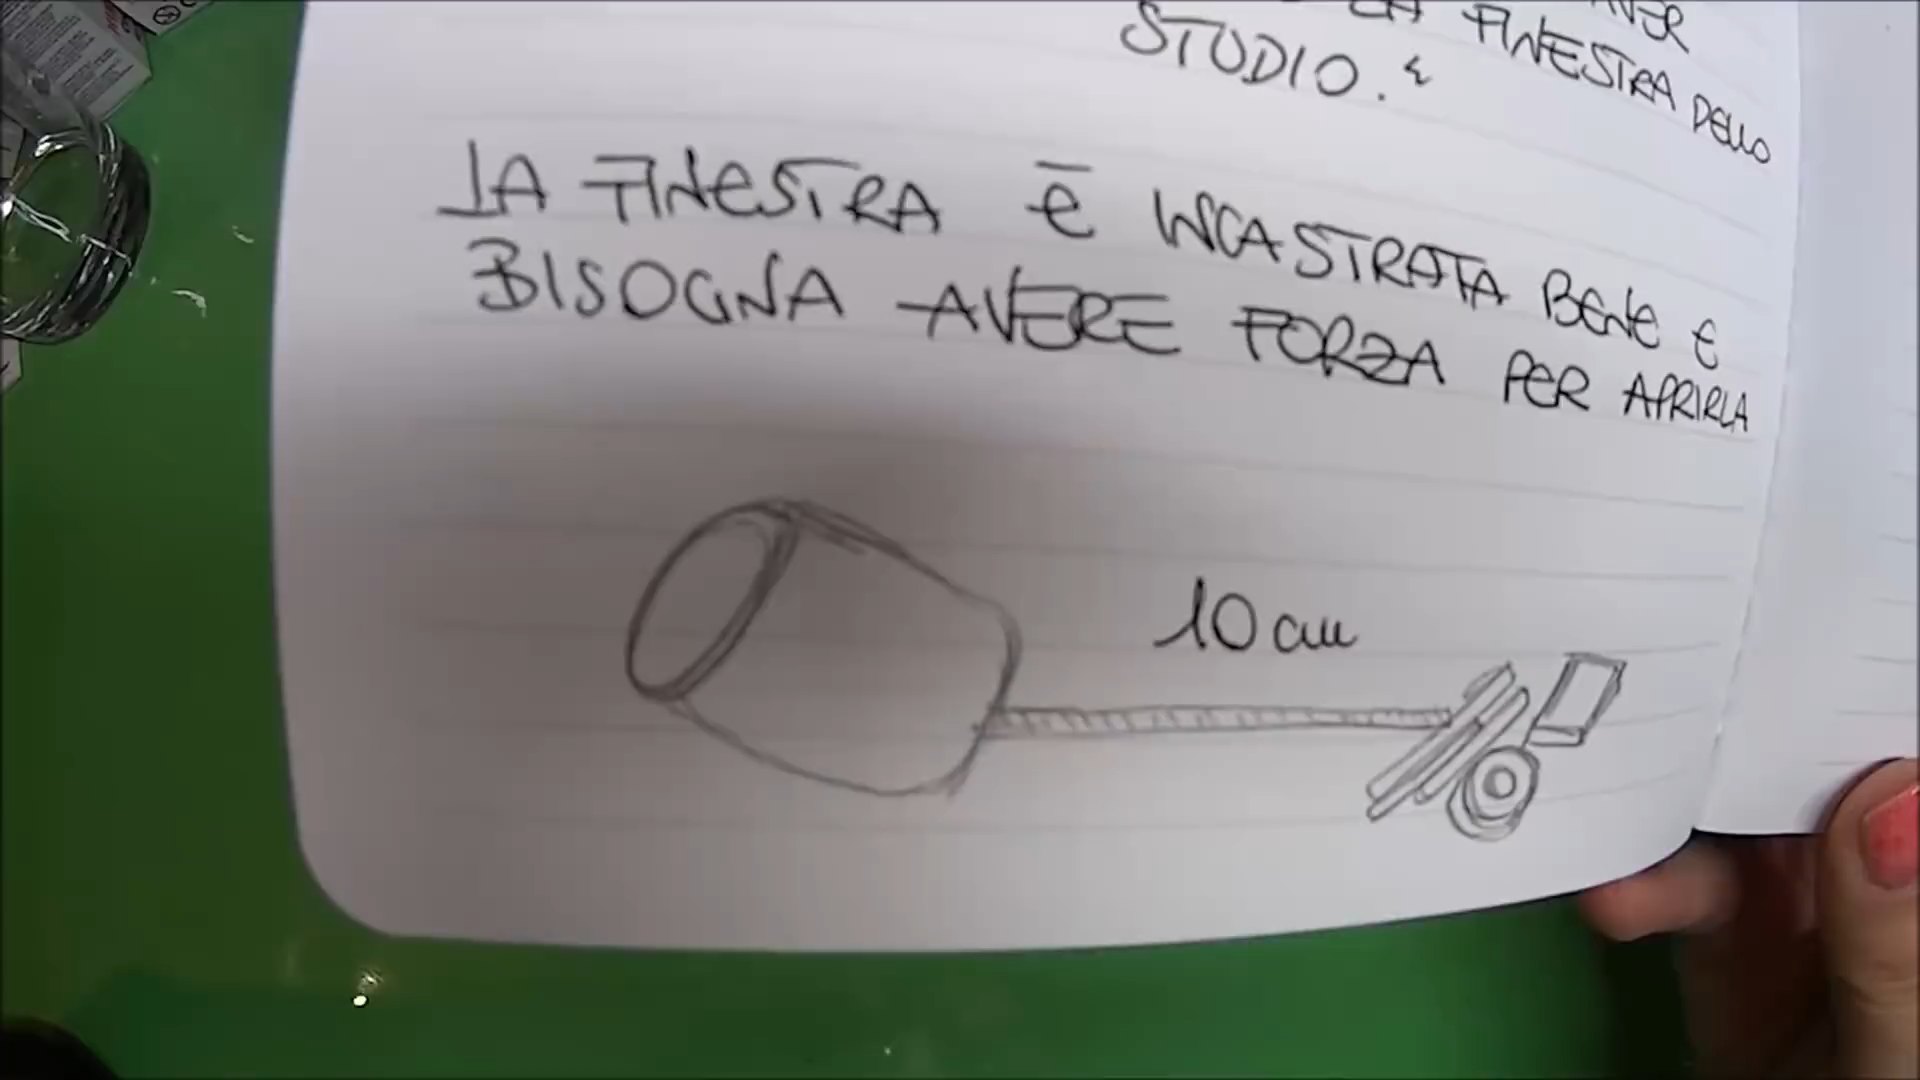 FINESTRA DELLO
STUDIO.
LA FINESTRA È INCASTRATA BENE E
BISOGNA AVERE FORZA PER APRIRLA
10 cm